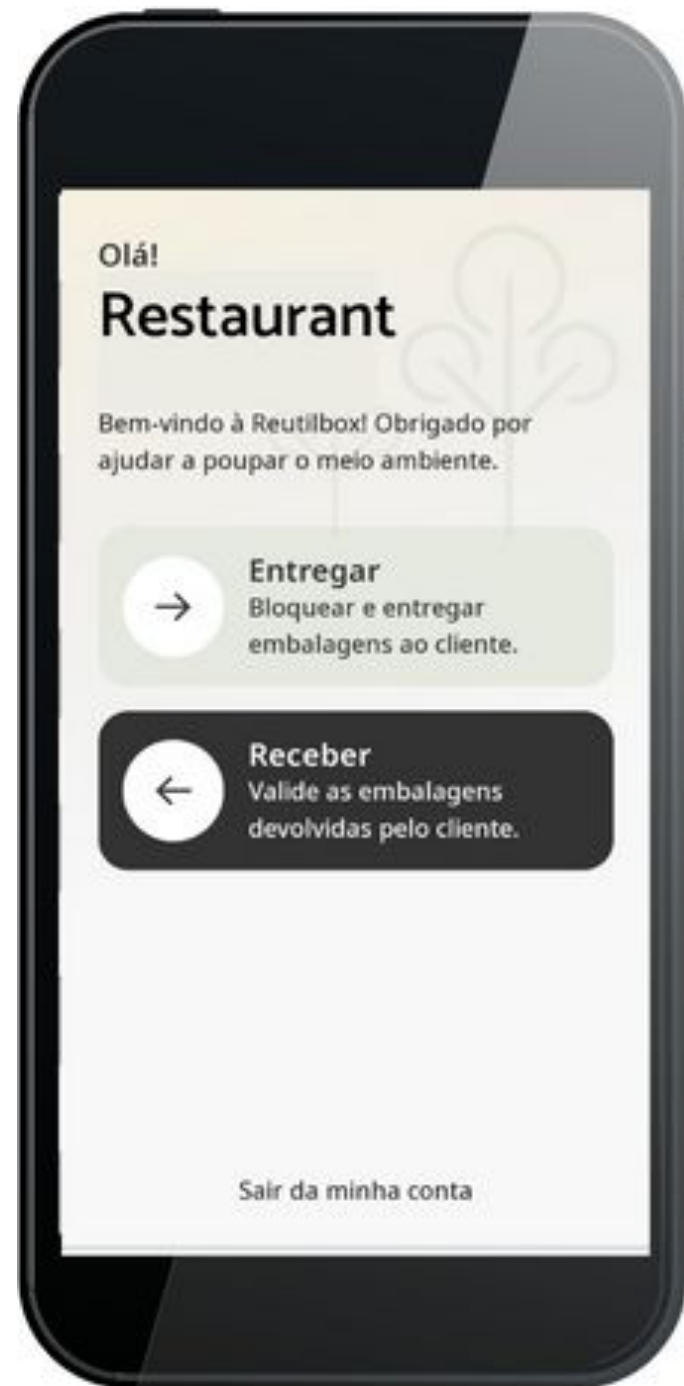 Olá!
Restaurant
Bem-vindo à Reutilbox! Obrigado por
ajudar a poupar o meio ambiente.
Entregar
Bloquear e entregar
embalagens ao cliente.
Receber
Valide as embalagens
devolvidas pelo cliente.
Sair da minha conta